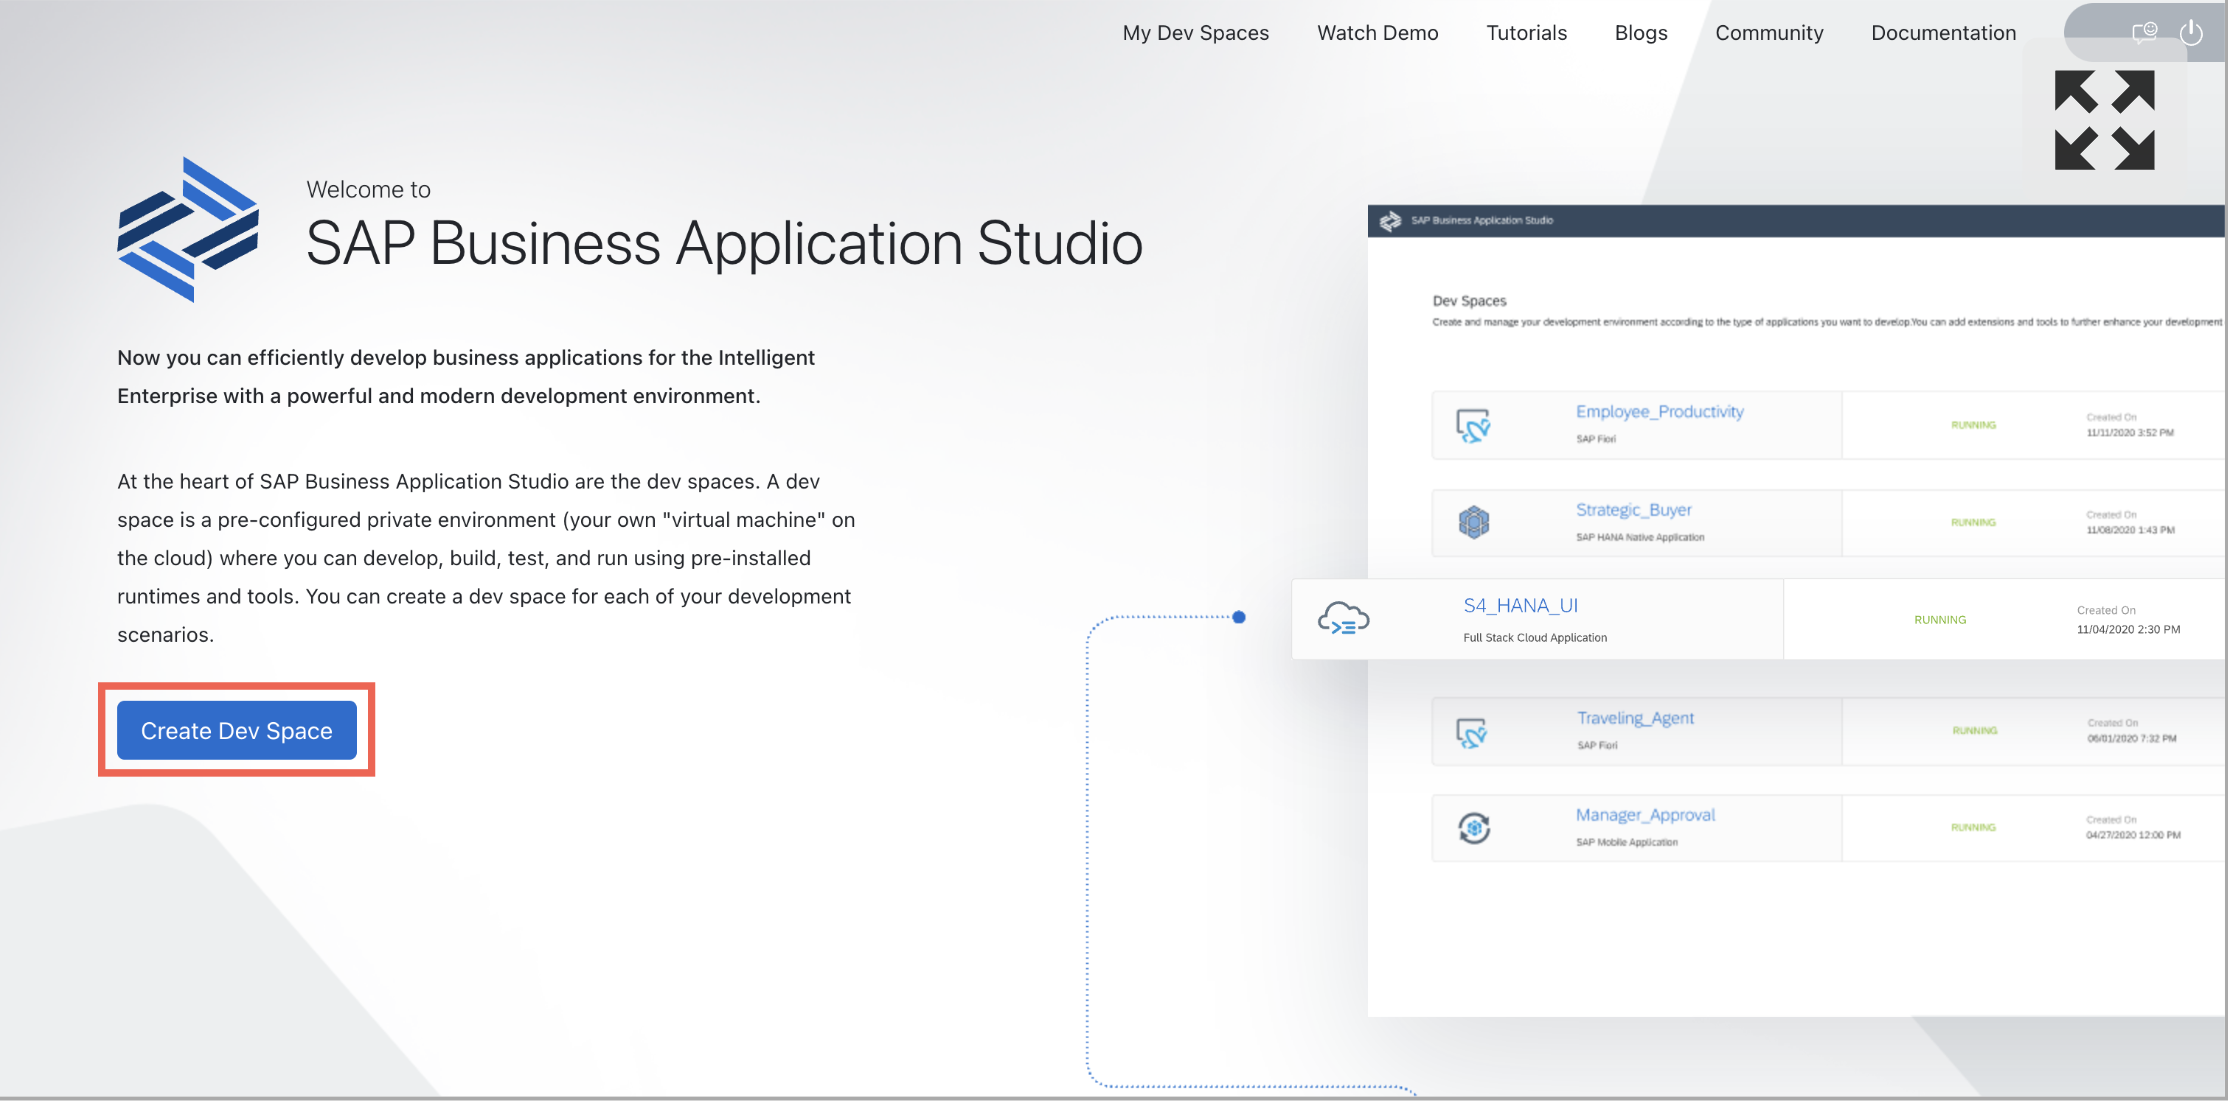 My Dev Spaces Watch Demo Tutorials Blogs Community Documentation
Welcome to
SAP Business Application Studio
Now you can efficiently develop business applications for the Intelligent
Enterprise with a powerful and modern development environment.
At the heart of SAP Business Application Studio are the dev spaces. A dev
space is a pre-configured private environment (your own "virtual machine" on
the cloud) where you can develop, build, test, and run using pre-installed
runtimes and tools. You can create a dev space for each of your development
scenarios.
Create Dev Space
SAP Business Application Studio
Dev Spaces
Create and manage your development environment according to the type of applications you want to develop.You can add extensions and tools to further enhance your development
Employee_Productivity
SAP Fiori
RUNNING
Created On
11/11/2020 3:52 PM
Strategic_Buyer
SAP HANA Native Application
RUNNING
Created On
11/08/2020 1:43 PM
S4_HANA_UI
Full Stack Cloud Application
RUNNING
Created On
11/04/2020 2:30 PM
Traveling_Agent
SAP Fiori
RUNNING
Created On
06/01/2020 7:32 PM
Manager_Approval
SAP Mobile Application
RUNNING
Created On
04/27/2020 12:00 PM